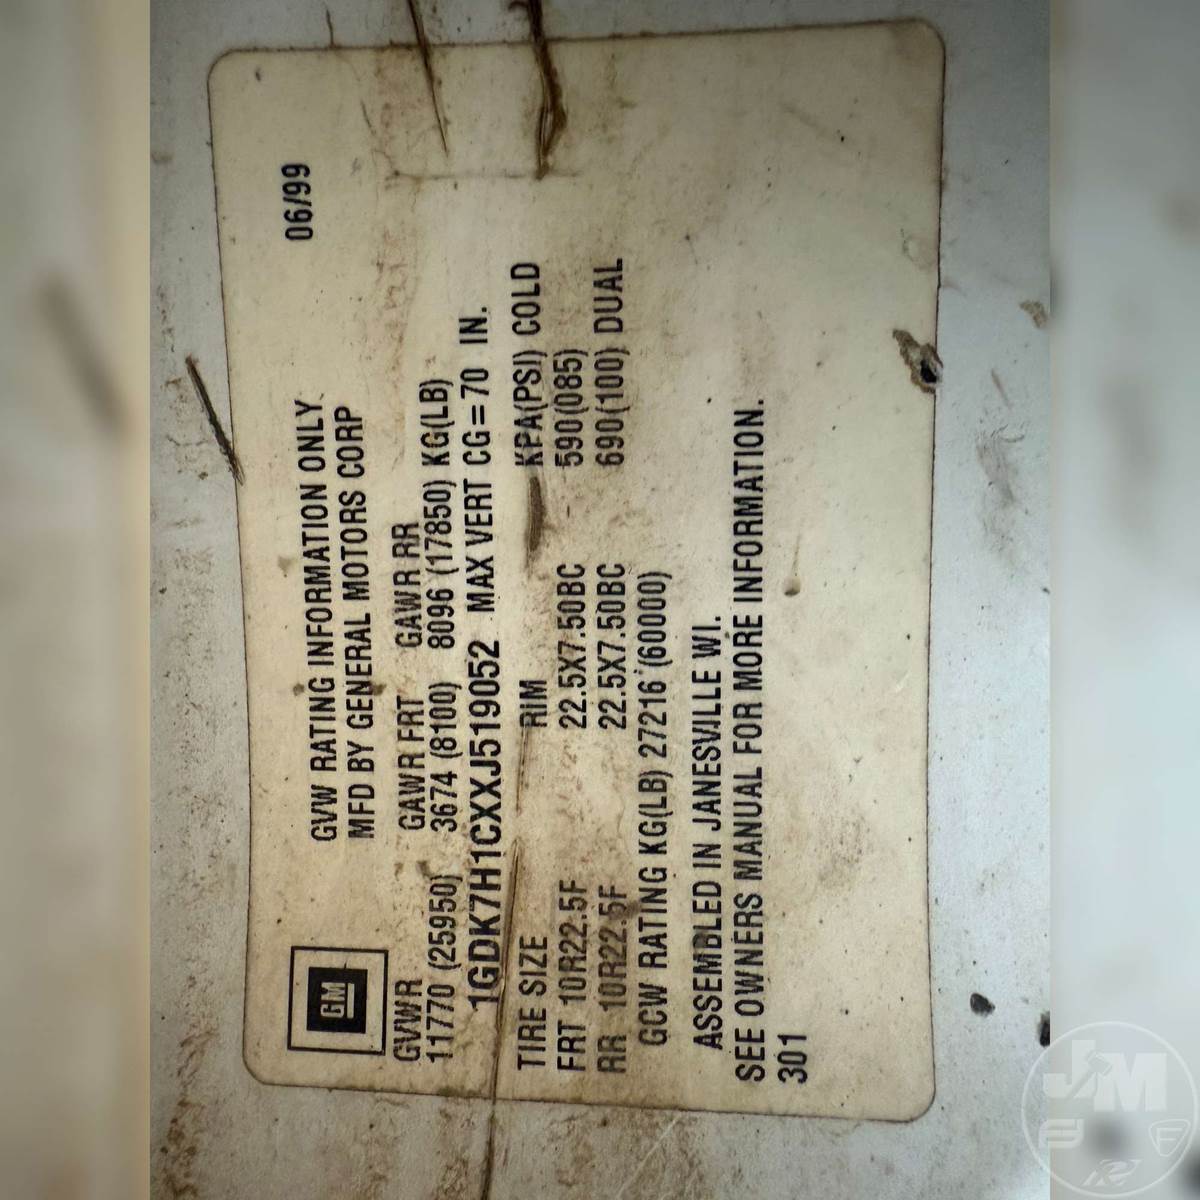 GM
GVW RATING INFORMATION ONLY
MFD BY GENERAL MOTORS CORP
06/99
GVWR GAWR FRT GAWR RR
11770 (25950) 3674 (8100) 8096 (17850) KG(LB)
1GDK7H1CXXJ519052 MAX VERT CG=70 IN.
TIRE SIZE RIM KPA(PSI) COLD
FRT 10R22.5F 22.5X7.50BC 590(085)
RR 10R22.5F 22.5X7.50BC 690(100) DUAL
GCW RATING KG(LB) 27216 (60000)
ASSEMBLED IN JANESVILLE WI.
SEE OWNERS MANUAL FOR MORE INFORMATION.
301
JM